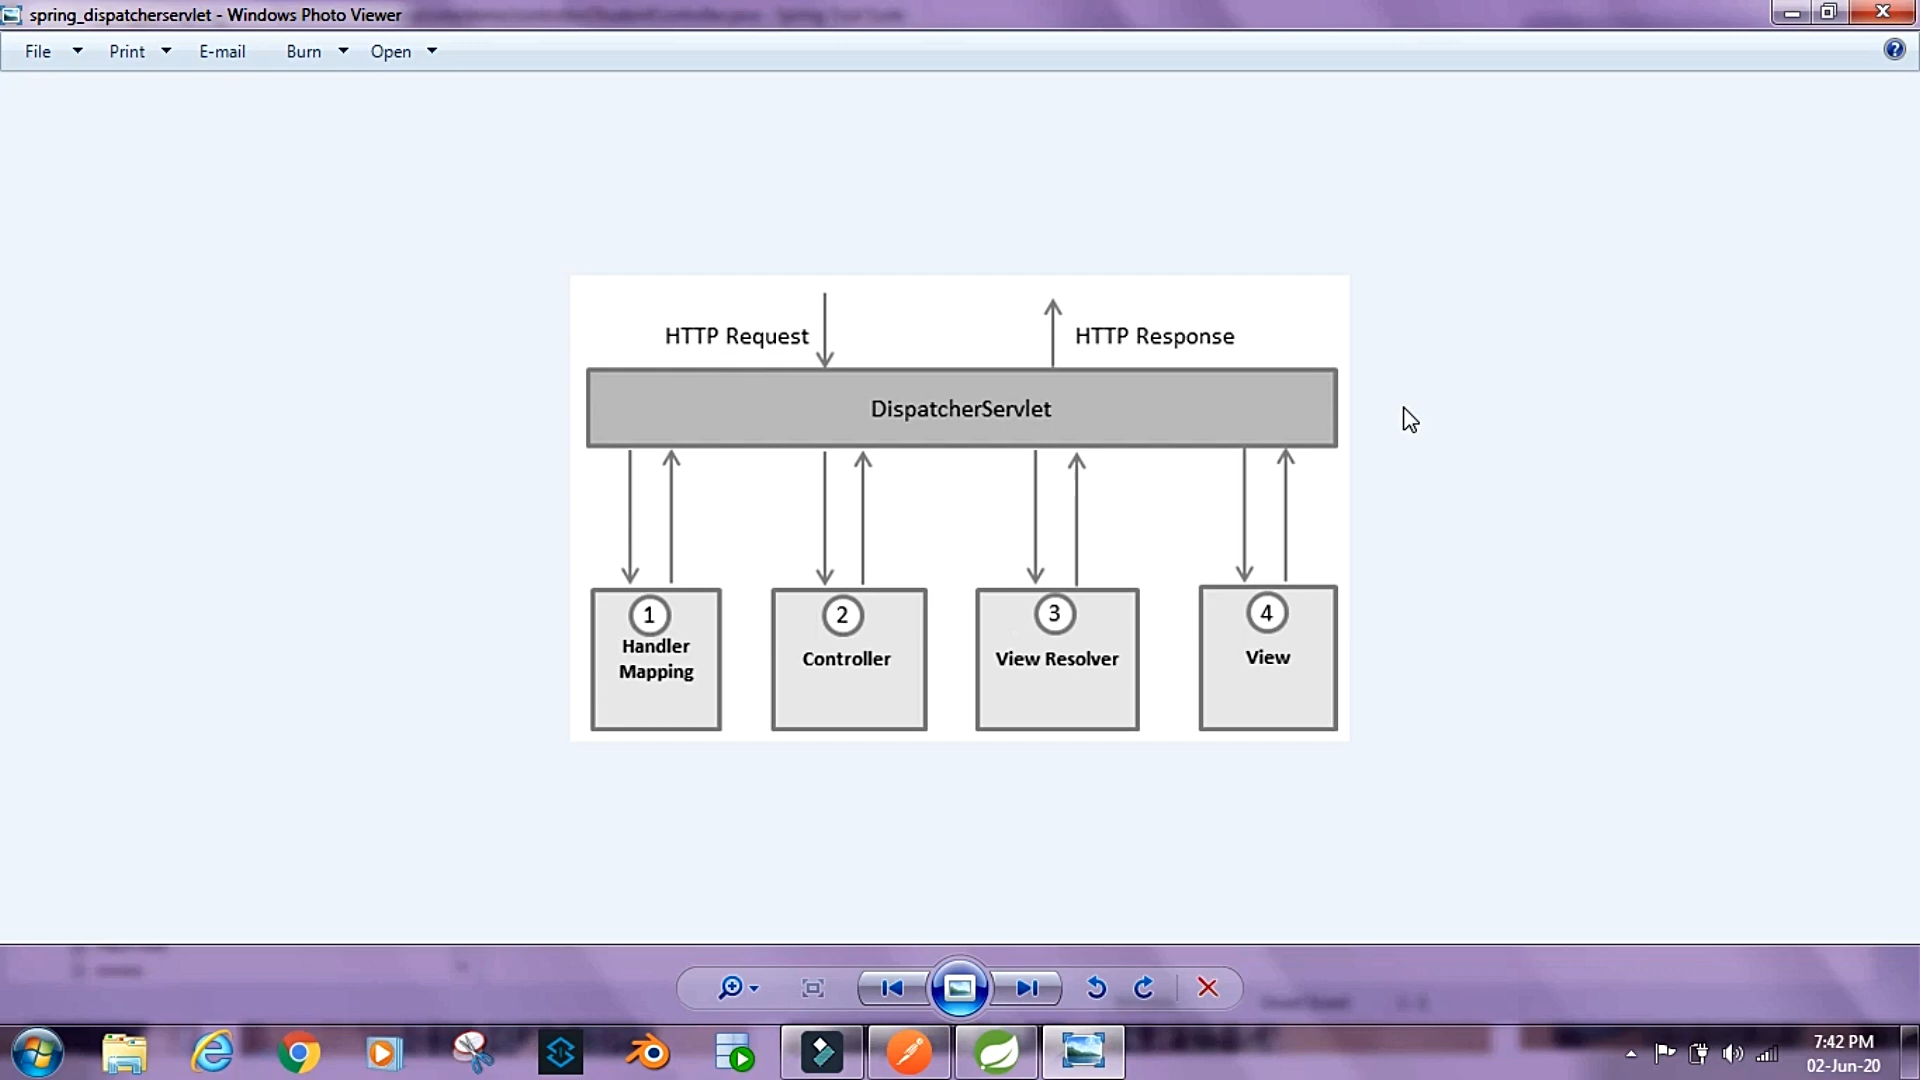 spring_dispatcherservlet - Windows Photo Viewer
File Print E-mail Burn Open
HTTP Request HTTP Response
DispatcherServlet
1 2 3 4
Handler
Mapping
Controller
View Resolver
View
7:42 PM
02-Jun-20